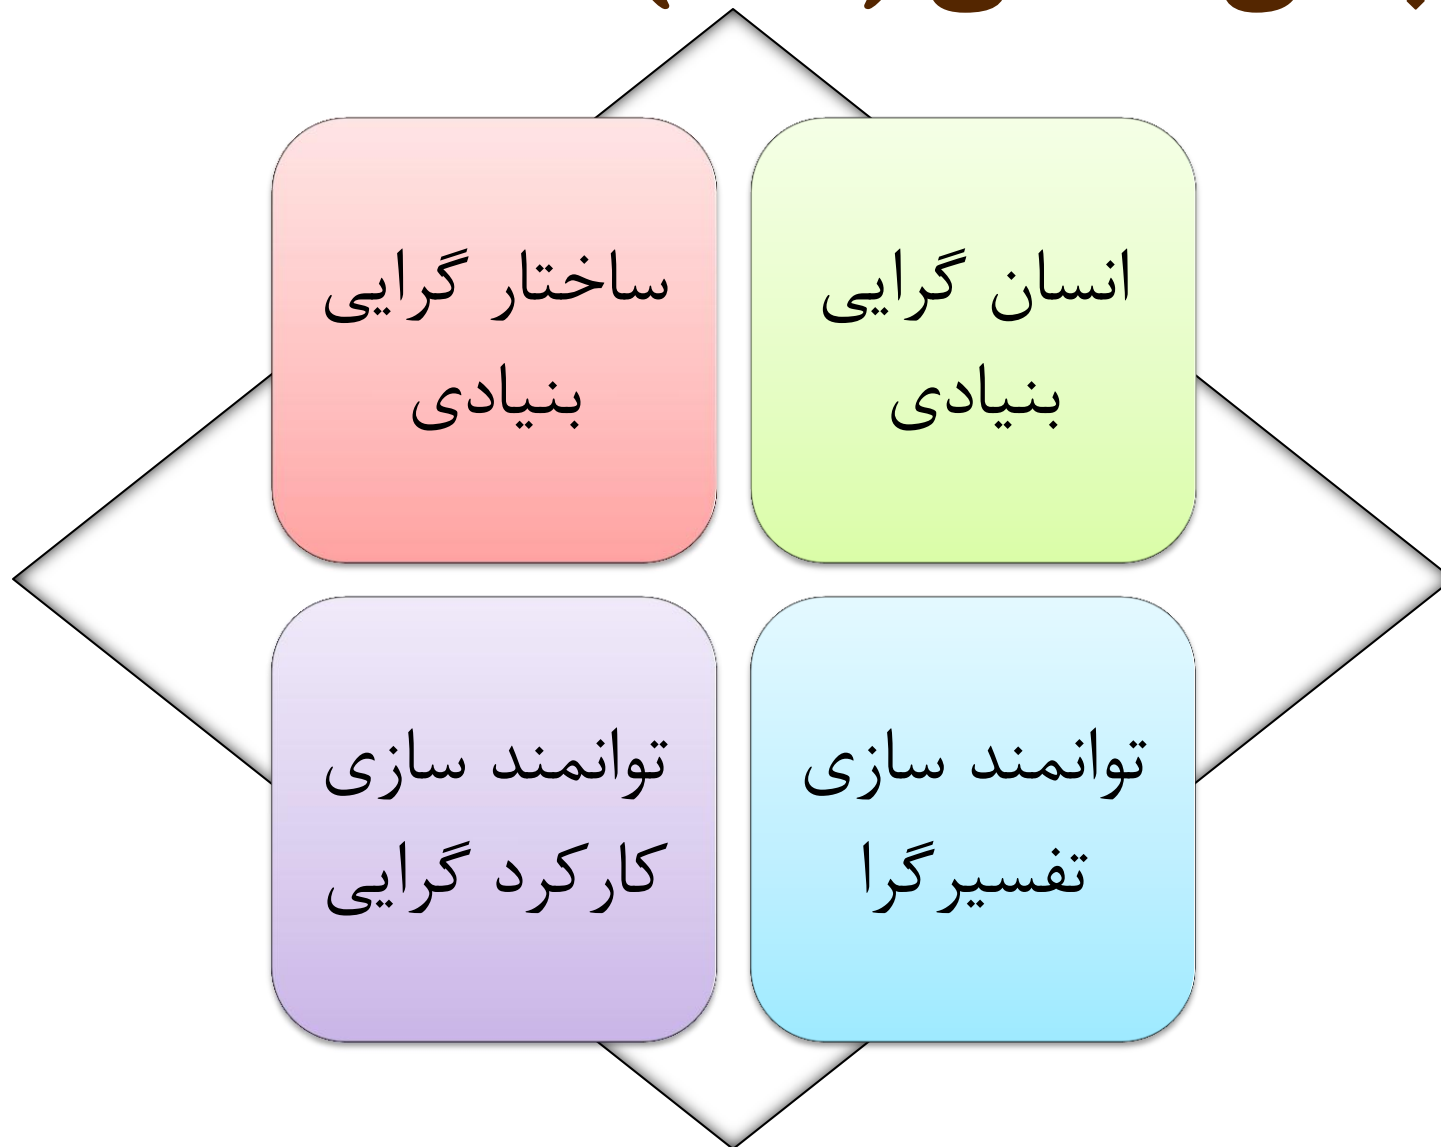 انسان گرایی
بنیادی
ساختار گرایی
بنیادی
توانمند سازی
تفسیرگرا
توانمند سازی
کارکرد گرایی